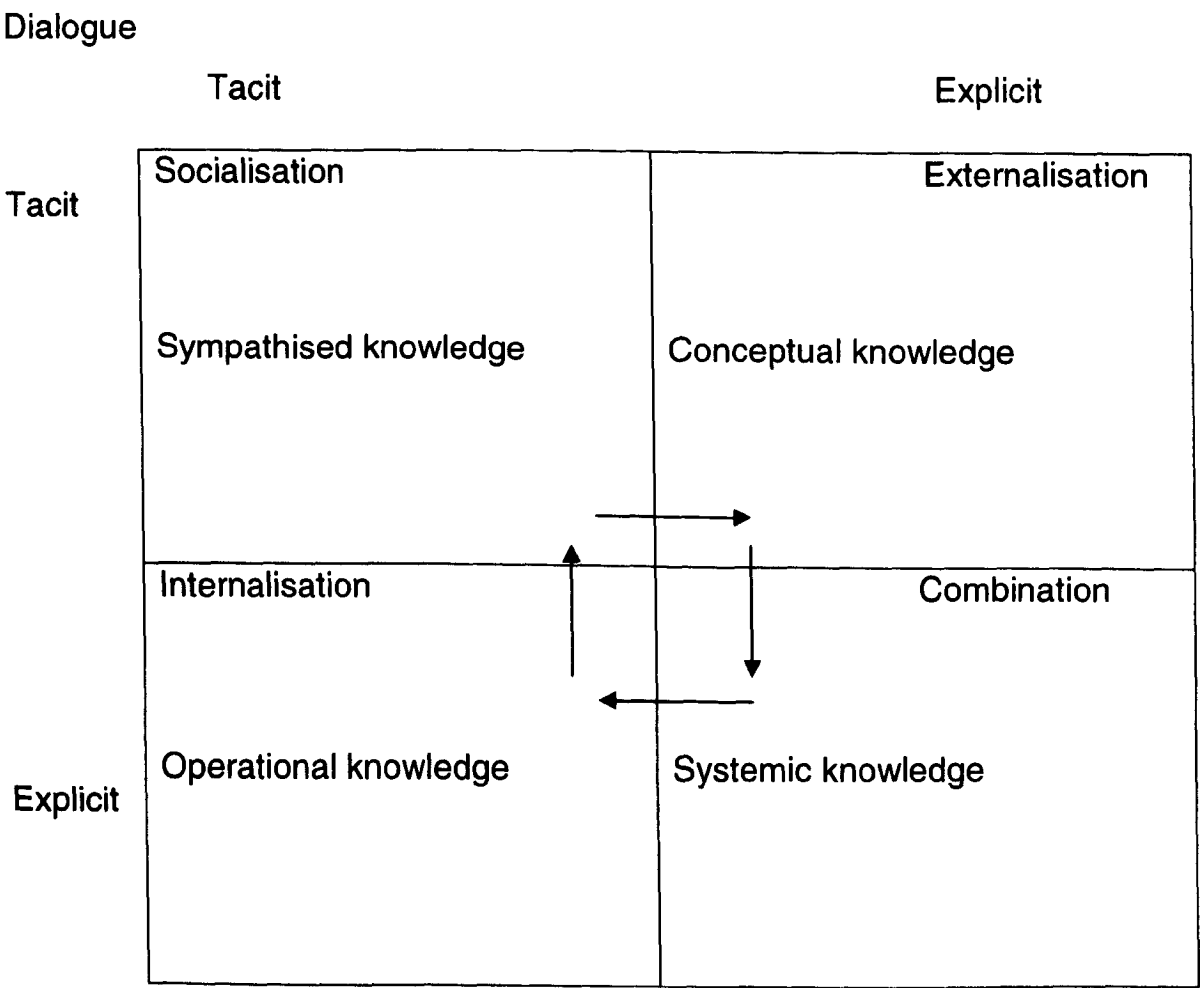 Dialogue
Tacit Explicit
Socialisation Externalisation
Tacit
Sympathised knowledge Conceptual knowledge
Internalisation Combination
Operational knowledge Systemic knowledge
Explicit